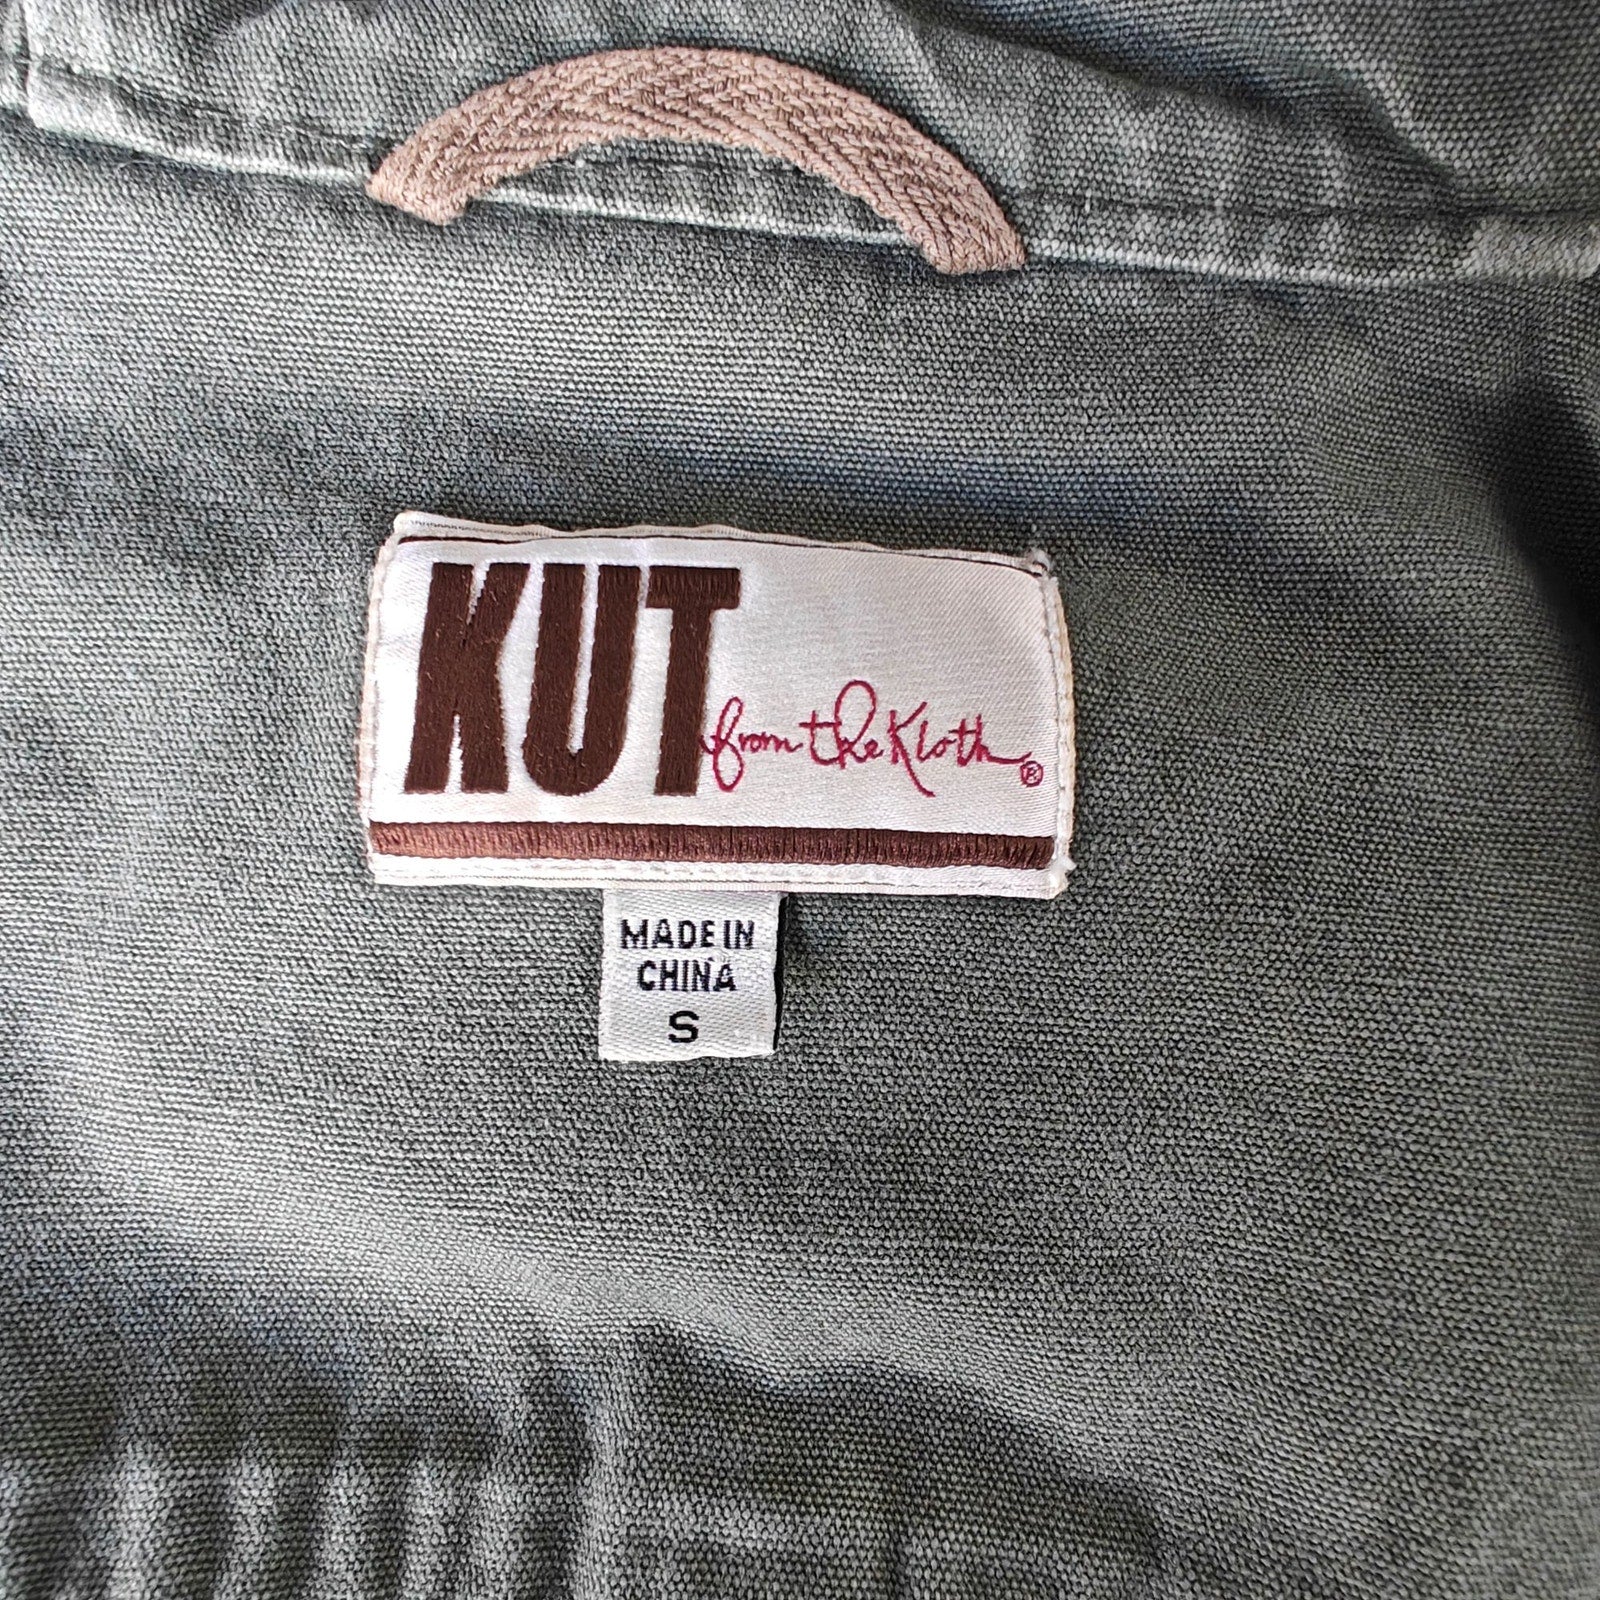 KUT from the Kloth®
MADE IN
CHINA
S